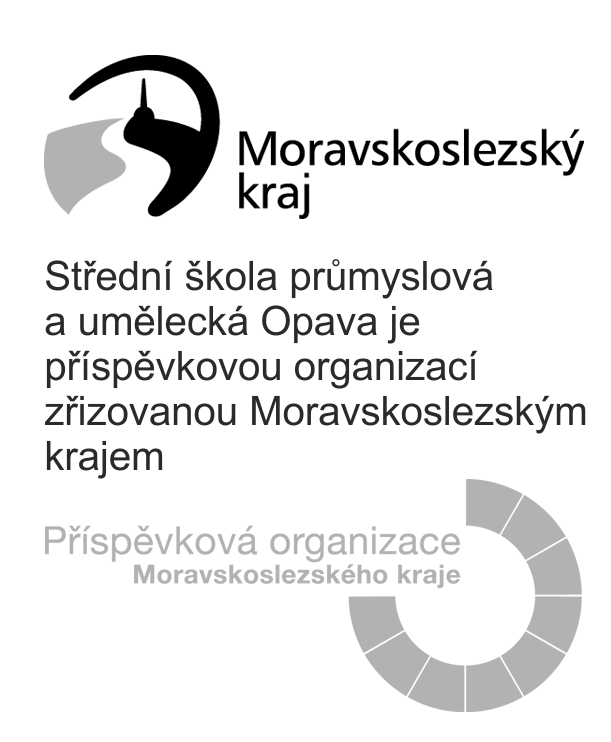 Moravskoslezský
kraj
Střední škola průmyslová
a umělecká Opava je
příspěvkovou organizací
zřizovanou Moravskoslezským
krajem
Příspěvková organizace
Moravskoslezského kraje